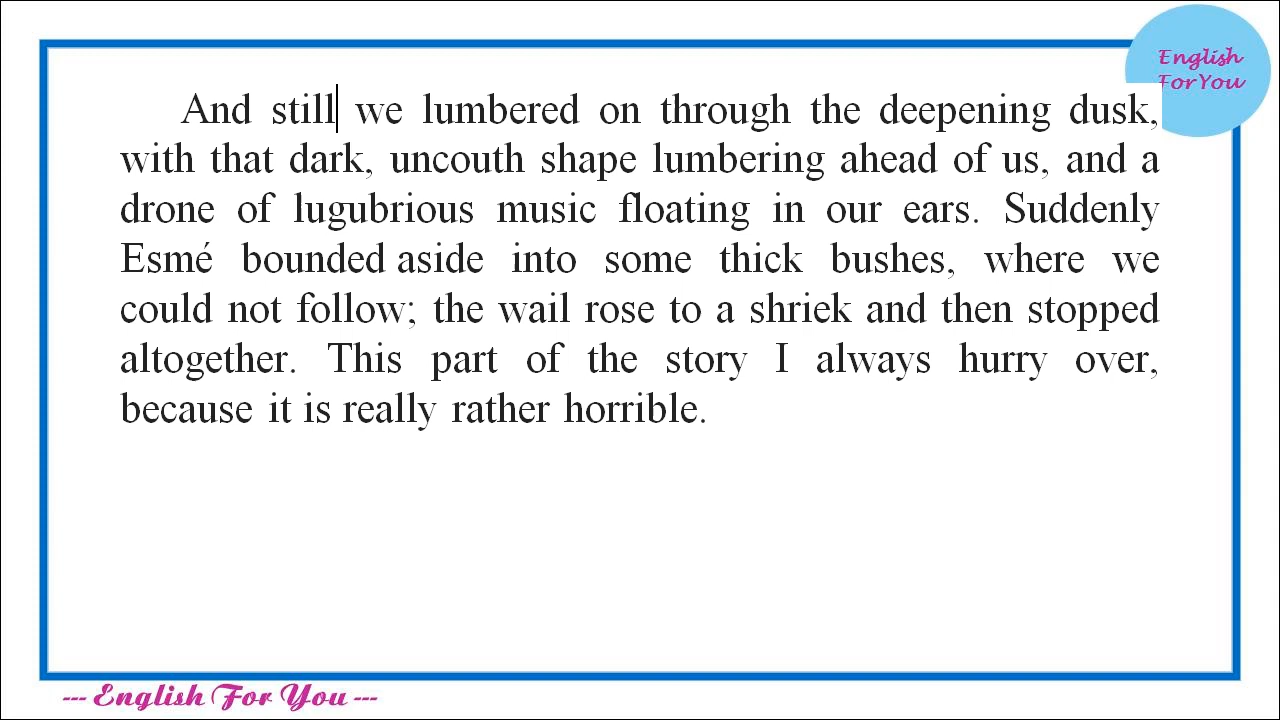 English
ForYou
And still we lumbered on through the deepening dusk,
with that dark, uncouth shape lumbering ahead of us, and a
drone of lugubrious music floating in our ears. Suddenly
Esmé bounded aside into some thick bushes, where we
could not follow; the wail rose to a shriek and then stopped
altogether. This part of the story I always hurry over,
because it is really rather horrible.
--- English For You ---